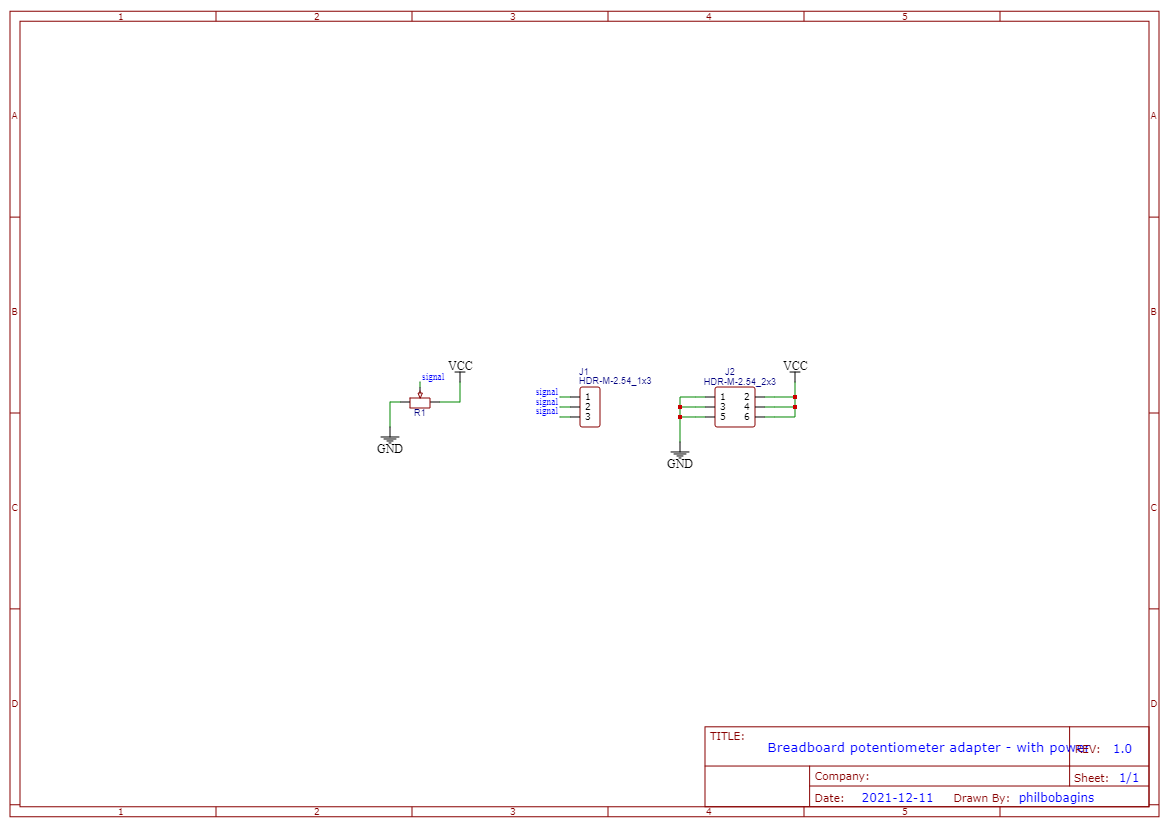 1 2 3 4 5
A A
B B
VCC
signal
R1
GND
J1
HDR-M-2.54_1x3
signal 1
signal 2
signal 3
VCC
J2
HDR-M-2.54_2x3
1 2
3 4
5 6
GND
C C
D D
TITLE:
Breadboard potentiometer adapter - with power
REV: 1.0
Company:
Sheet: 1/1
Date: 2021-12-11 Drawn By: philbobagins
1 2 3 4 5